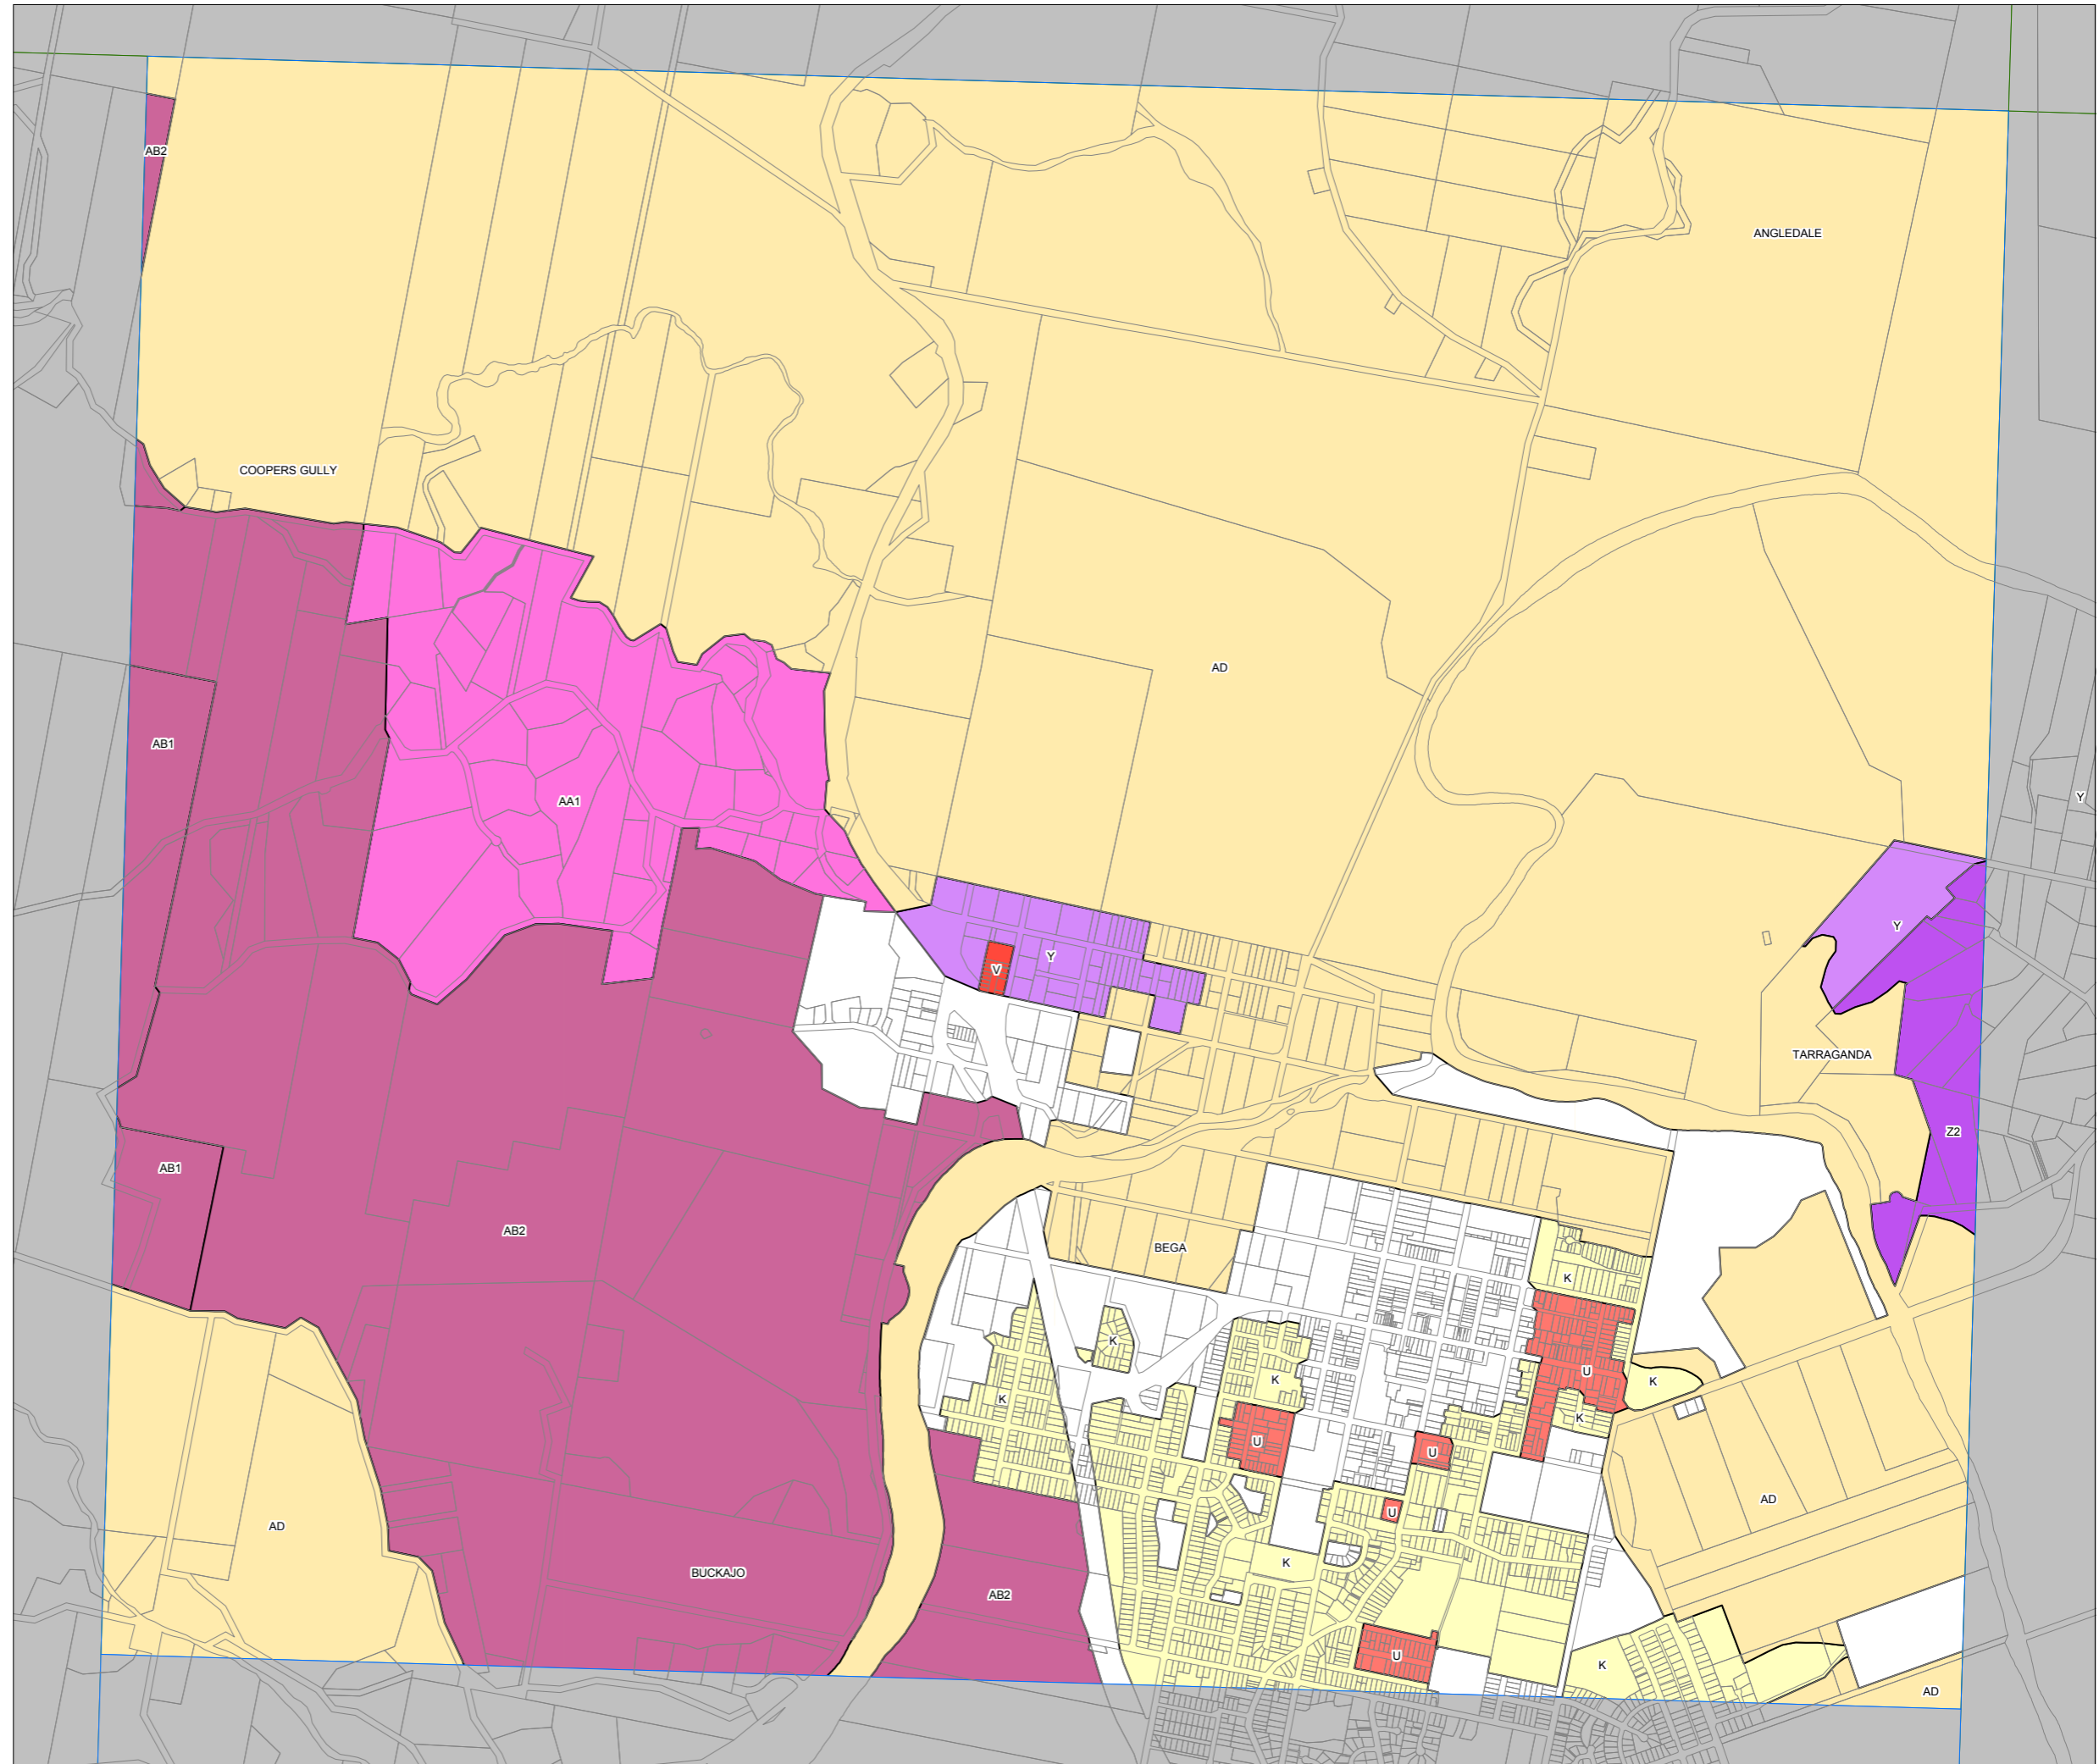 AB2
ANGLEDALE
COOPERS GULLY
AD
AB1
Y
AA1
Y
V
Y
TARRAGANDA
Z2
AB1
AB2
BEGA
K
K
U
K
K
K
K
U
U
AD
U
AD
K
BUCKAJO
AB2
U
K
AD